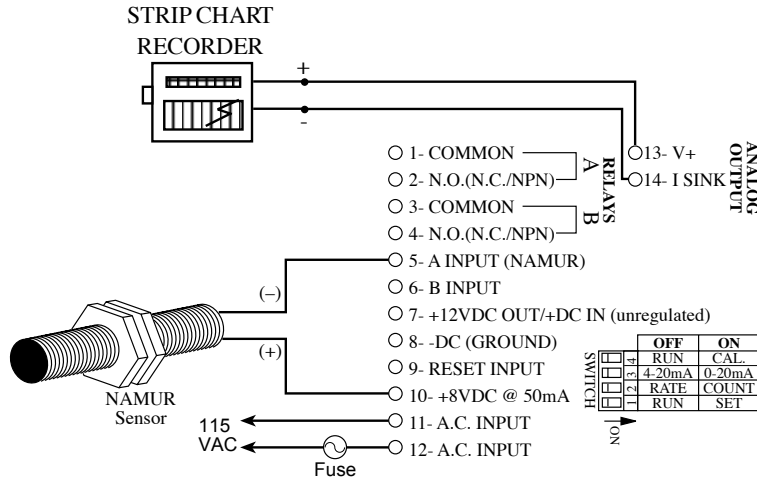 STRIP CHART
RECORDER
+
-
1- COMMON
2- N.O.(N.C./NPN)
3- COMMON
4- N.O.(N.C./NPN)
5- A INPUT (NAMUR)
6- B INPUT
7- +12VDC OUT/+DC IN (unregulated)
8- -DC (GROUND)
9- RESET INPUT
10- +8VDC @ 50mA
11- A.C. INPUT
12- A.C. INPUT
A
B
RELAYS
13- V+
14- I SINK
ANALOG
OUTPUT
(–)
(+)
NAMUR
Sensor
115
VAC
Fuse
SWITCH
OFF ON
4 RUN CAL.
3 4-20mA 0-20mA
2 RATE COUNT
1 RUN SET
ON